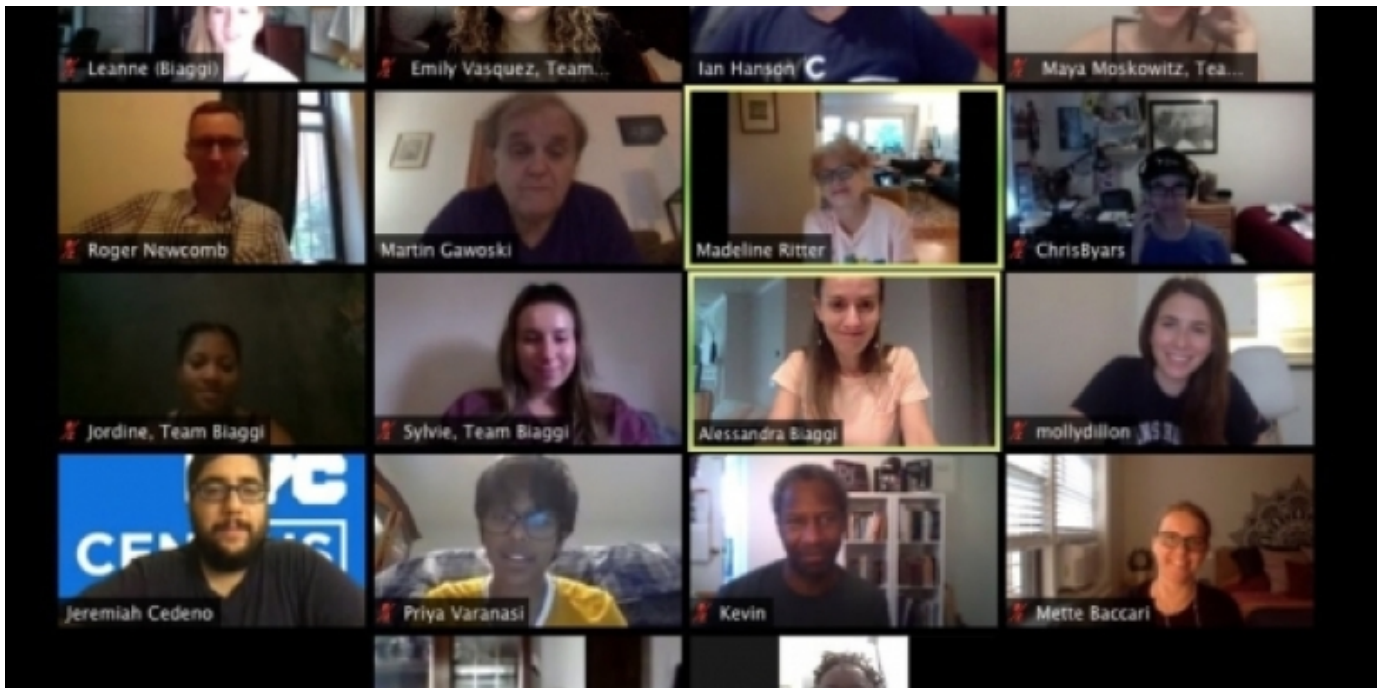 Leanne (Biaggi)
Emily Vasquez, Team...
Ian Hanson
C
Maya Moskowitz, Tea...
Roger Newcomb
Martin Gawoski
Madeline Ritter
ChrisByars
Jordine, Team Biaggi
Sylvie, Team Biaggi
Alessandra Biaggi
mollydillon
Jeremiah Cedeno
Priya Varanasi
Kevin
Mette Baccari